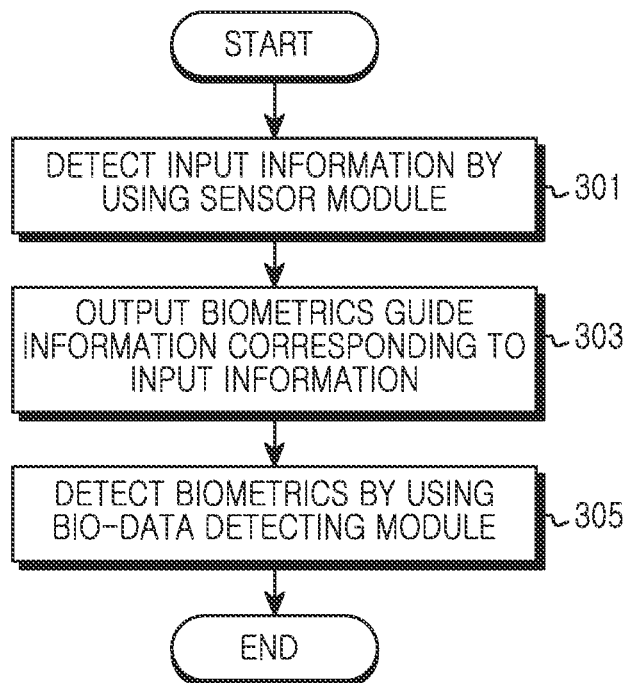 START
DETECT INPUT INFORMATION BY
USING SENSOR MODULE
301
OUTPUT BIOMETRICS GUIDE
INFORMATION CORRESPONDING TO
INPUT INFORMATION
303
DETECT BIOMETRICS BY USING
BIO-DATA DETECTING MODULE
305
END